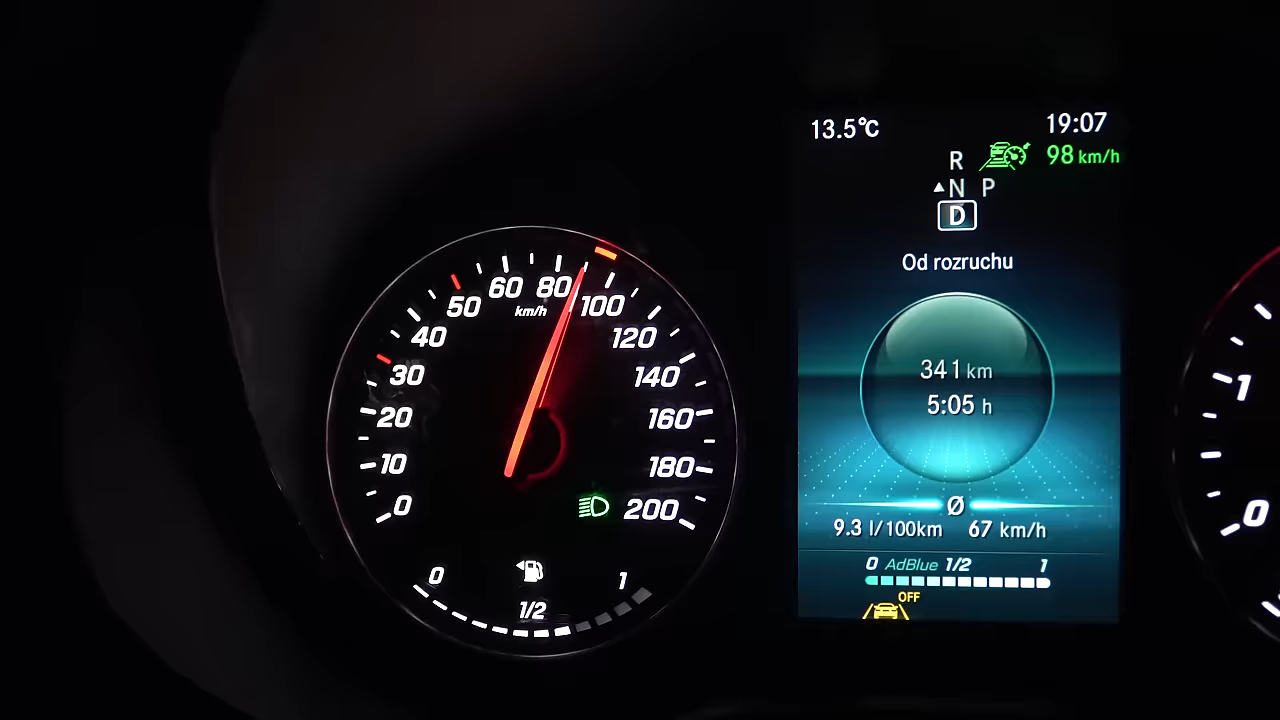 13.5°C
19:07
98 km/h
R
N P
D
Od rozruchu
341 km
5:05 h
Ø
9.3 l/100km 67 km/h
0 AdBlue 1/2 1
OFF
0
10
20
30
40
50
60
80
100
120
140
160
180
200
km/h
0
1/2
1
1
0